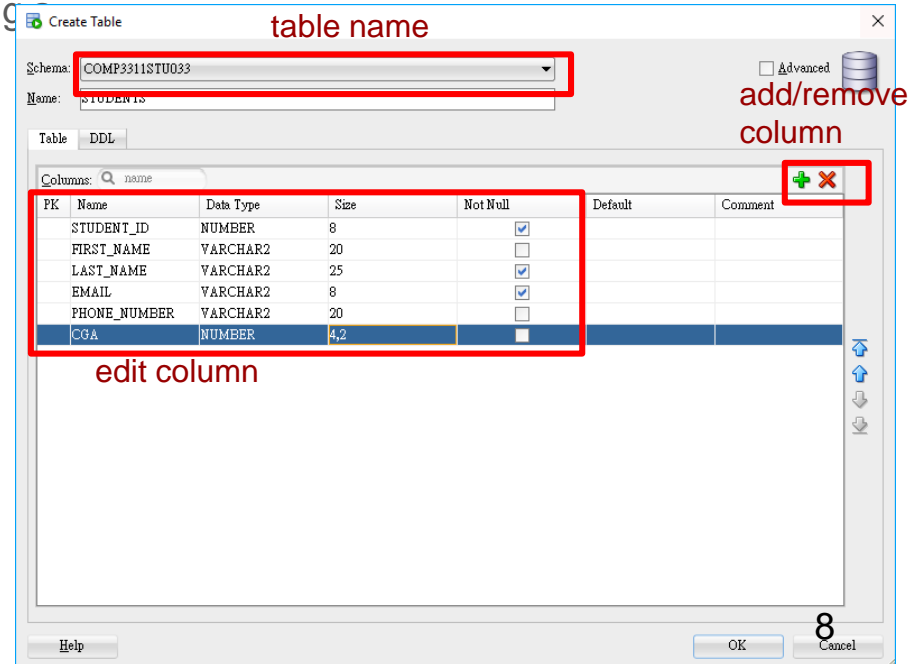 g
Create Table
table name
Schema: COMP3311STU033
Advanced
Name: STUDENTS
add/remove
column
Table DDL
Columns: name
PK Name Data Type Size Not Null Default Comment
STUDENT_ID NUMBER 8
FIRST_NAME VARCHAR2 20
LAST_NAME VARCHAR2 25
EMAIL VARCHAR2 8
PHONE_NUMBER VARCHAR2 20
CGA NUMBER 4,2
edit column
8
Help OK Cancel